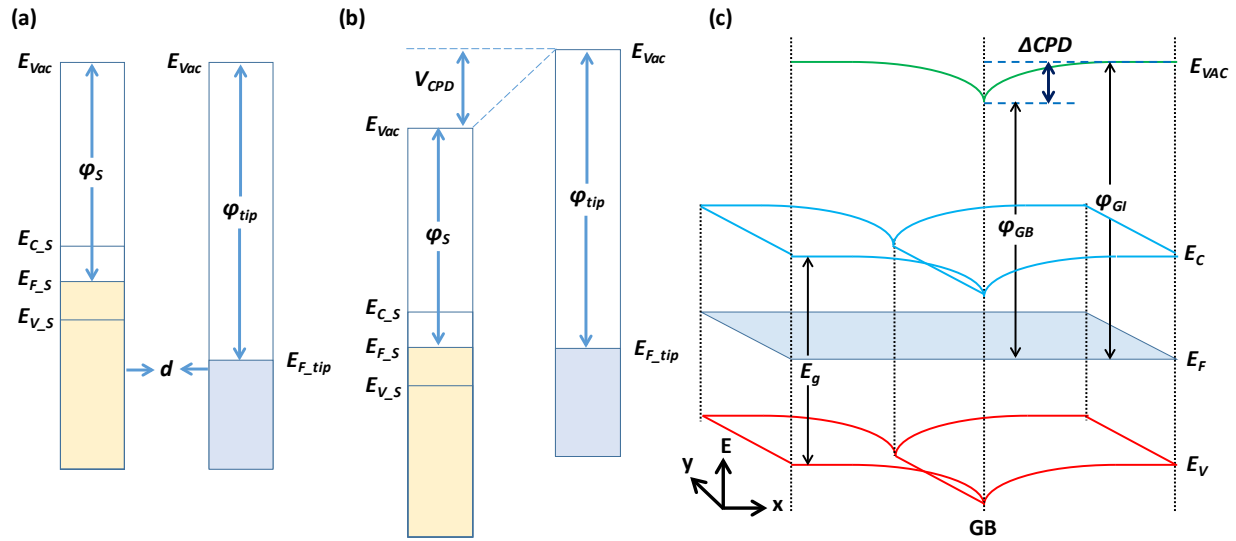 (a)
E_Vac
E_Vac
φ_S
φ_tip
E_C_S
E_F_S
E_V_S
d
E_F_tip
(b)
E_Vac
V_CPD
E_Vac
φ_S
φ_tip
E_C_S
E_F_S
E_F_tip
E_V_S
(c)
ΔCPD
E_VAC
φ_GB
φ_GI
E_C
E_F
E_g
E_V
E
y
x
GB